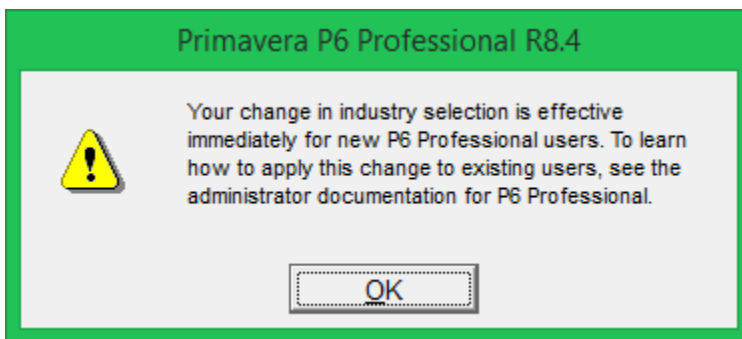 Primavera P6 Professional R8.4
Your change in industry selection is effective
immediately for new P6 Professional users. To learn
how to apply this change to existing users, see the
administrator documentation for P6 Professional.
OK